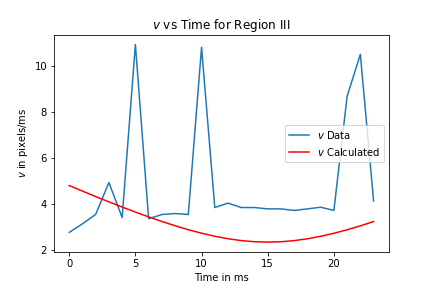 v vs Time for Region III
v in pixels/ms
10
8
6
4
2
v Data
v Calculated
0
5
10
15
20
Time in ms